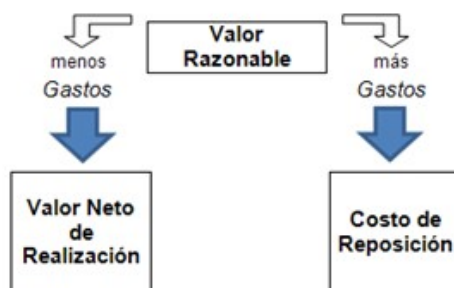 Valor
Razonable
menos
Gastos
más
Gastos
Valor Neto
de
Realización
Costo de
Reposición